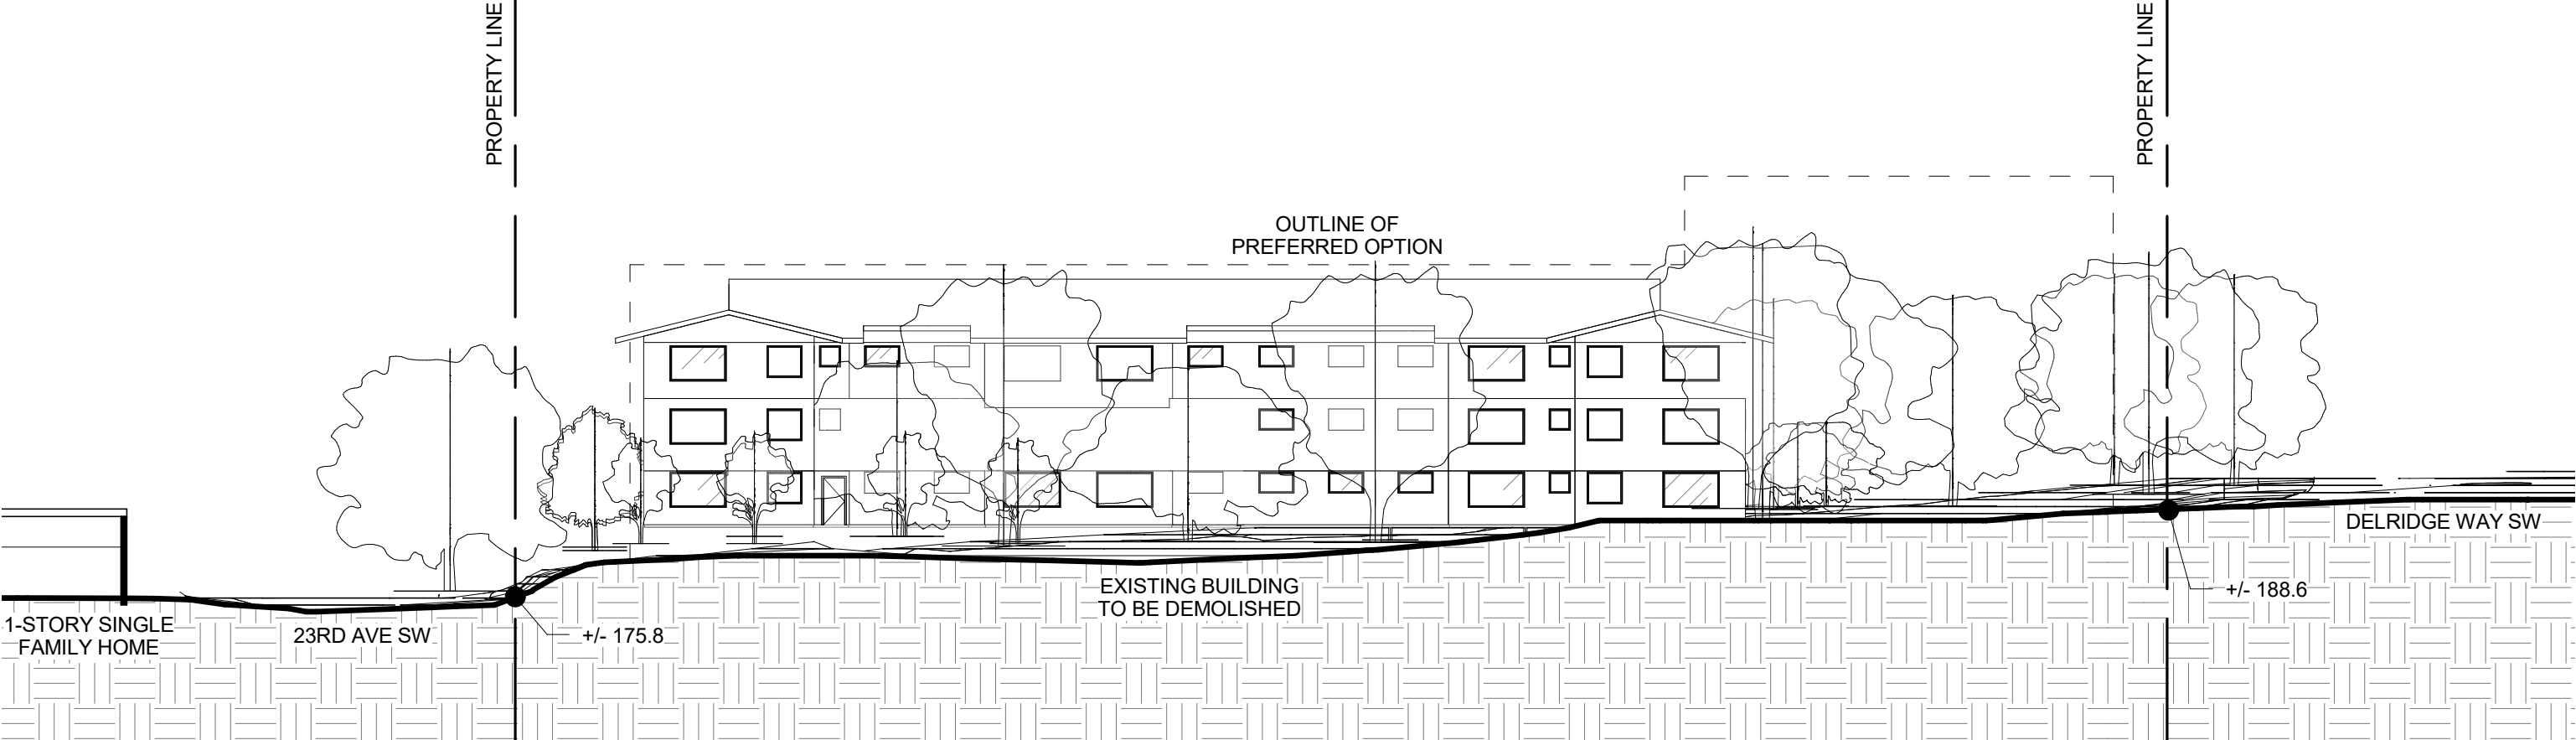 PROPERTY LINE
PROPERTY LINE
OUTLINE OF
PREFERRED OPTION
DELRIDGE WAY SW
EXISTING BUILDING
TO BE DEMOLISHED
+/- 188.6
1-STORY SINGLE
FAMILY HOME
23RD AVE SW
+/- 175.8